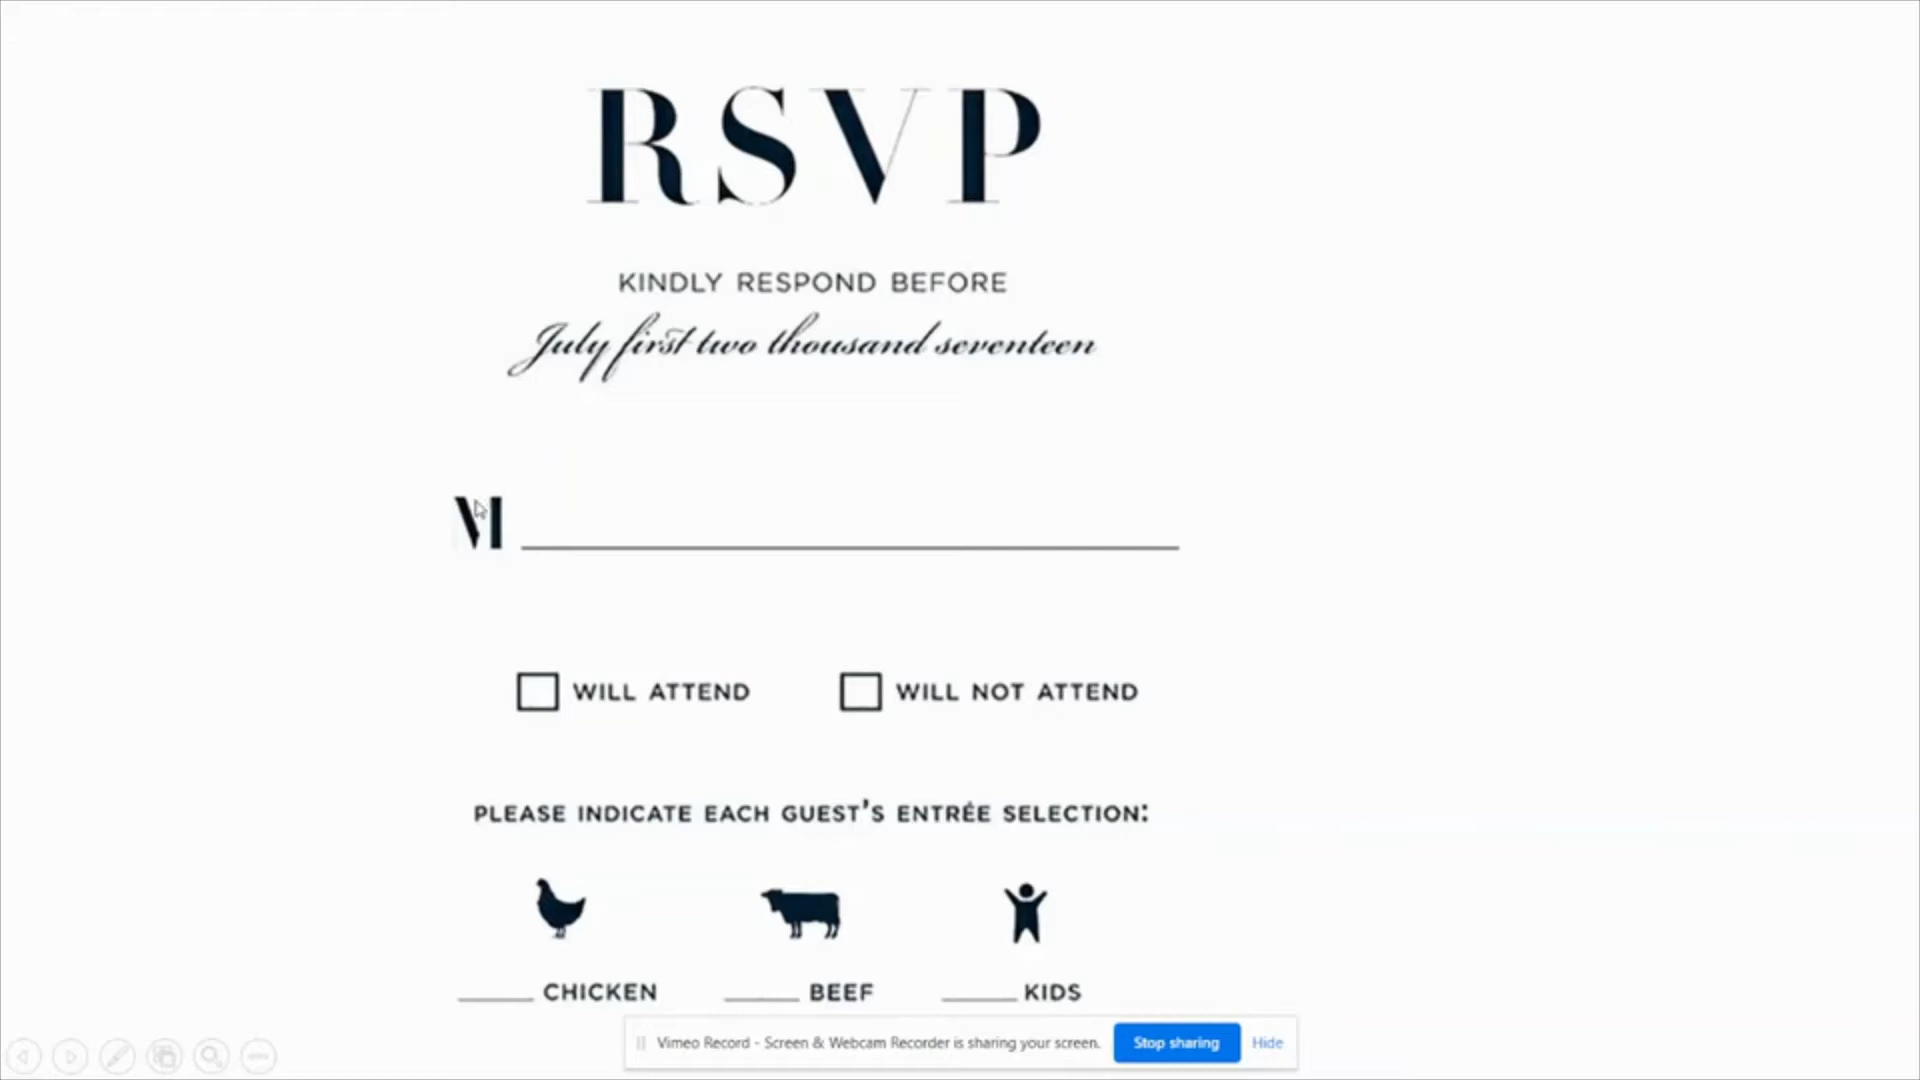 RSVP
KINDLY RESPOND BEFORE
July first two thousand seventeen
M
WILL ATTEND WILL NOT ATTEND
PLEASE INDICATE EACH GUEST'S ENTRÉE SELECTION:
CHICKEN BEEF KIDS
Vimeo Record - Screen & Webcam Recorder is sharing your screen. Stop sharing Hide